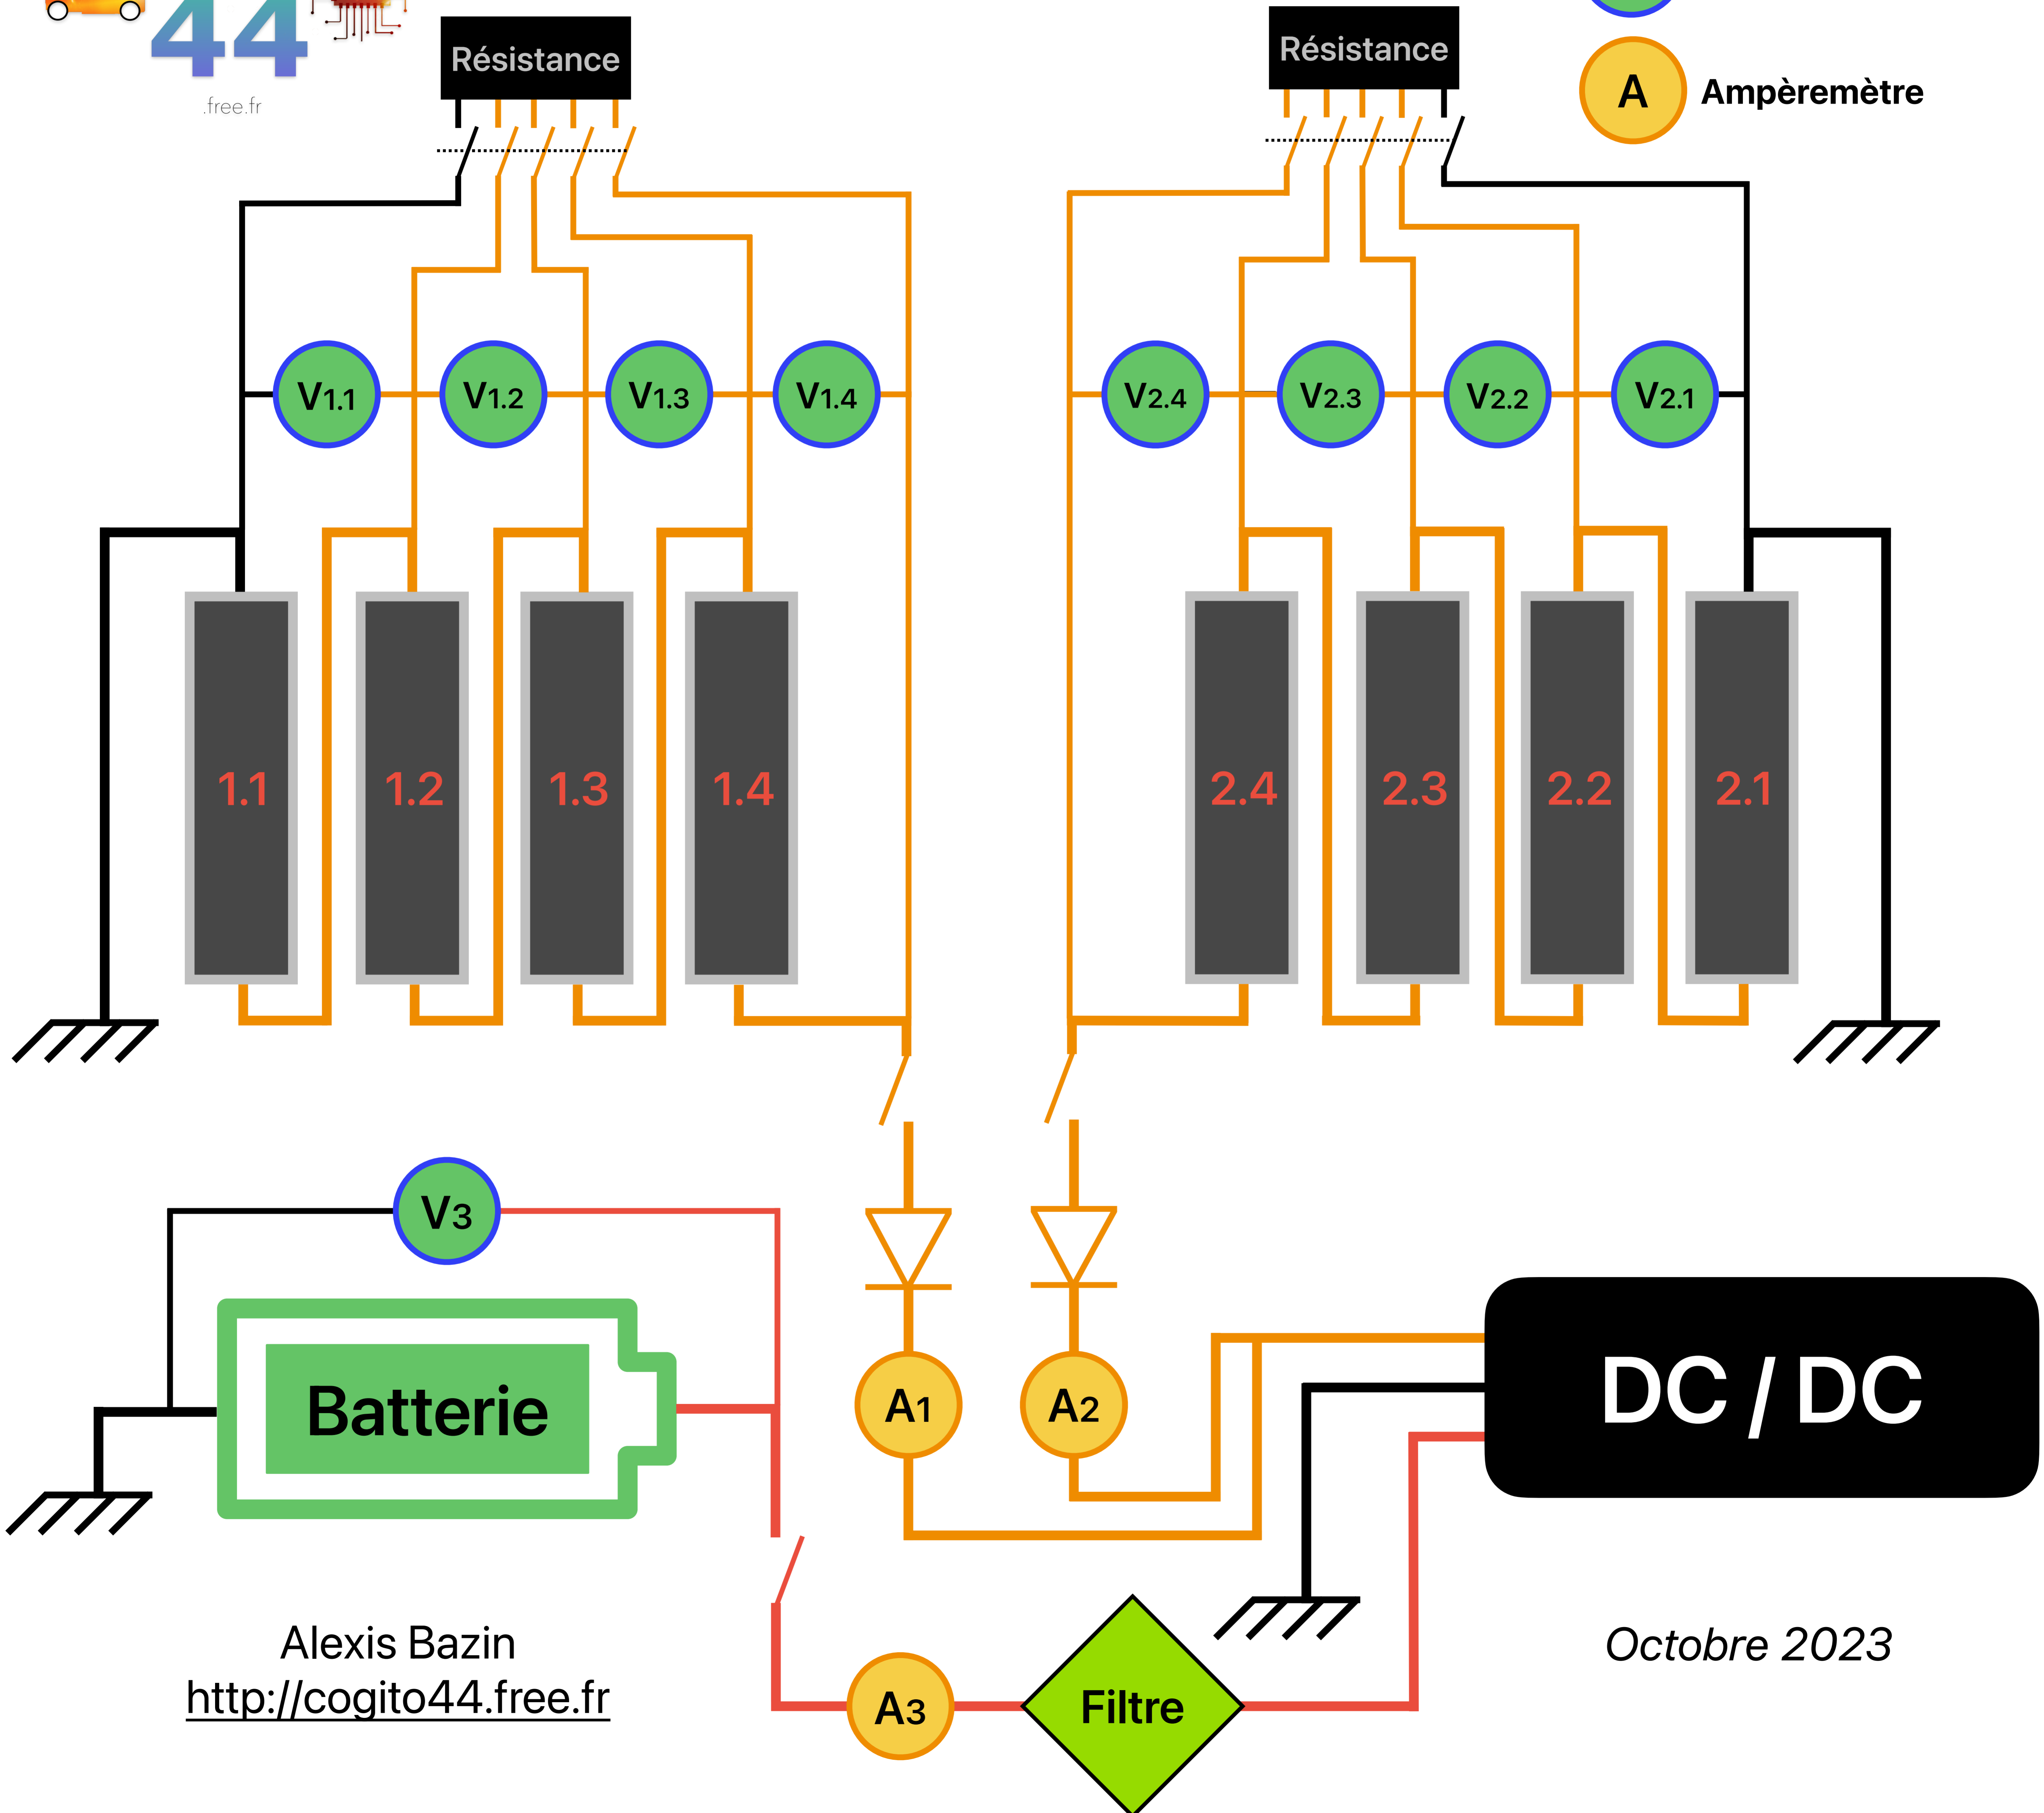 44
.free.fr
Résistance
Résistance
A
Ampèremètre
V1.1
V1.2
V1.3
V1.4
V2.4
V2.3
V2.2
V2.1
1.1
1.2
1.3
1.4
2.4
2.3
2.2
2.1
V3
Batterie
A1
A2
DC / DC
Alexis Bazin
http://cogito44.free.fr
A3
Filtre
Octobre 2023